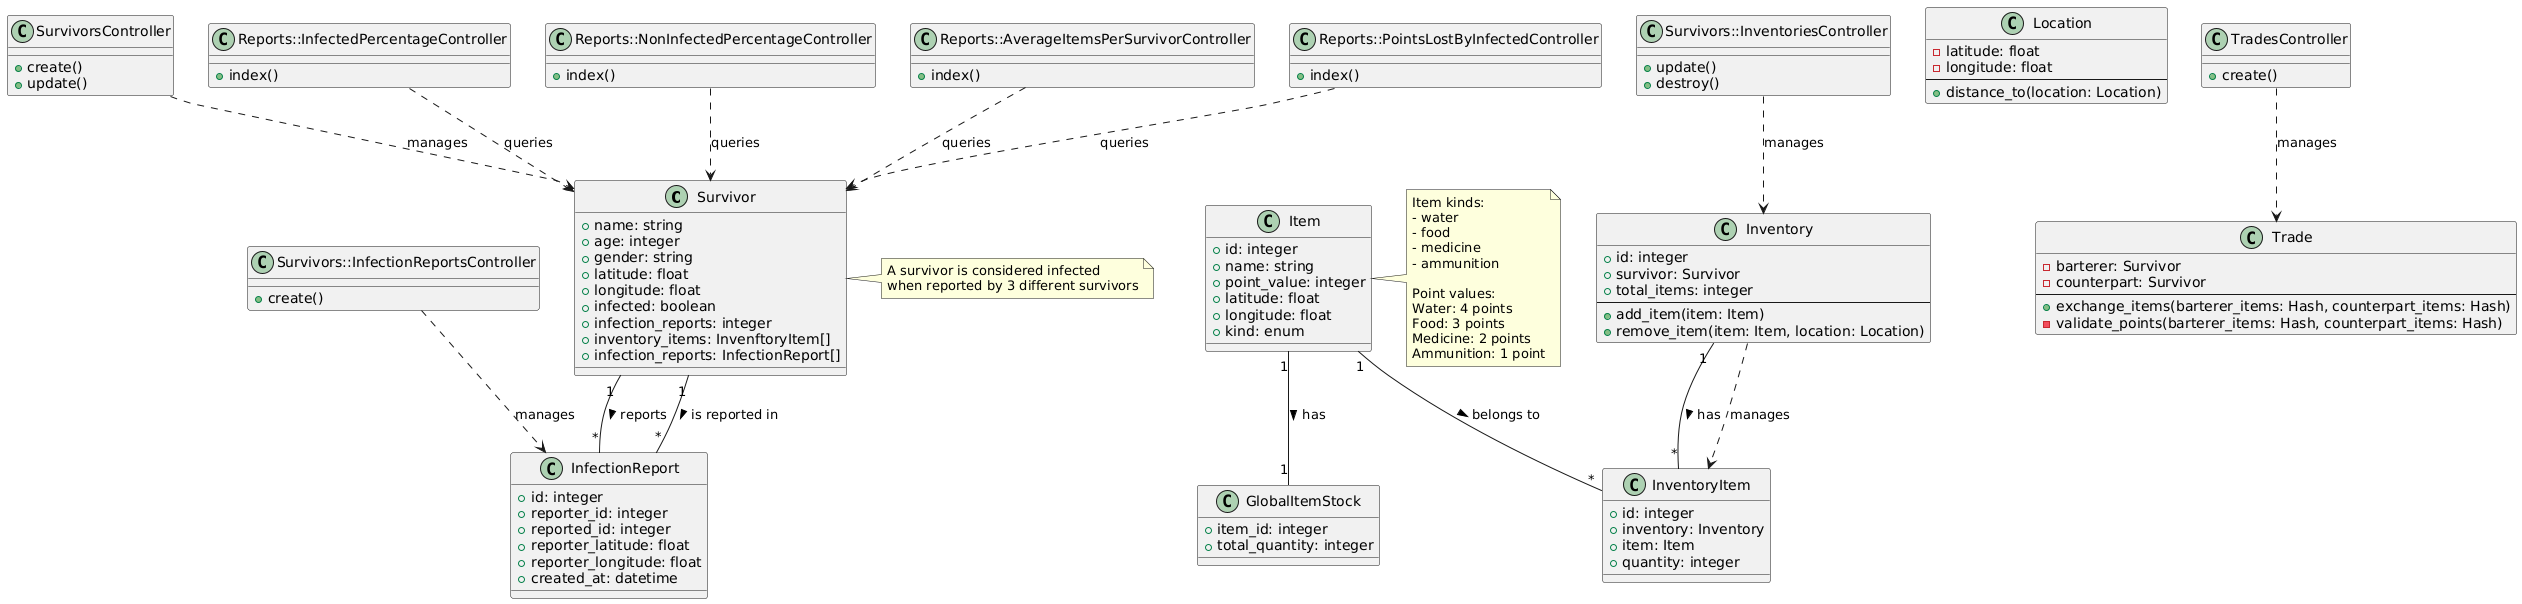 SurvivorsController
create()
update()
Reports::InfectedPercentageController
index()
Reports::NonInfectedPercentageController
index()
Reports::AverageItemsPerSurvivorController
index()
Reports::PointsLostByInfectedController
index()
Survivors::InventoriesController
update()
destroy()
Location
latitude: float
longitude: float
distance_to(location: Location)
TradesController
create()
manages
queries
queries
queries
queries
manages
manages
Survivors::InfectionReportsController
create()
Survivor
name: string
age: integer
gender: string
latitude: float
longitude: float
infected: boolean
infection_reports: integer
inventory_items: InvenftoryItem[]
infection_reports: InfectionReport[]
A survivor is considered infected
when reported by 3 different survivors
Item
id: integer
name: string
point_value: integer
latitude: float
longitude: float
kind: enum
Item kinds:
- water
- food
- medicine
- ammunition
Point values:
Water: 4 points
Food: 3 points
Medicine: 2 points
Ammunition: 1 point
Inventory
id: integer
survivor: Survivor
total_items: integer
add_item(item: Item)
remove_item(item: Item, location: Location)
Trade
barterer: Survivor
counterpart: Survivor
exchange_items(barterer_items: Hash, counterpart_items: Hash)
validate_points(barterer_items: Hash, counterpart_items: Hash)
manages
1
reports
*
1
is reported in
*
1
has
1
1
belongs to
*
1
has
*
manages
InfectionReport
id: integer
reporter_id: integer
reported_id: integer
reporter_latitude: float
reporter_longitude: float
created_at: datetime
GlobalItemStock
item_id: integer
total_quantity: integer
InventoryItem
id: integer
inventory: Inventory
item: Item
quantity: integer